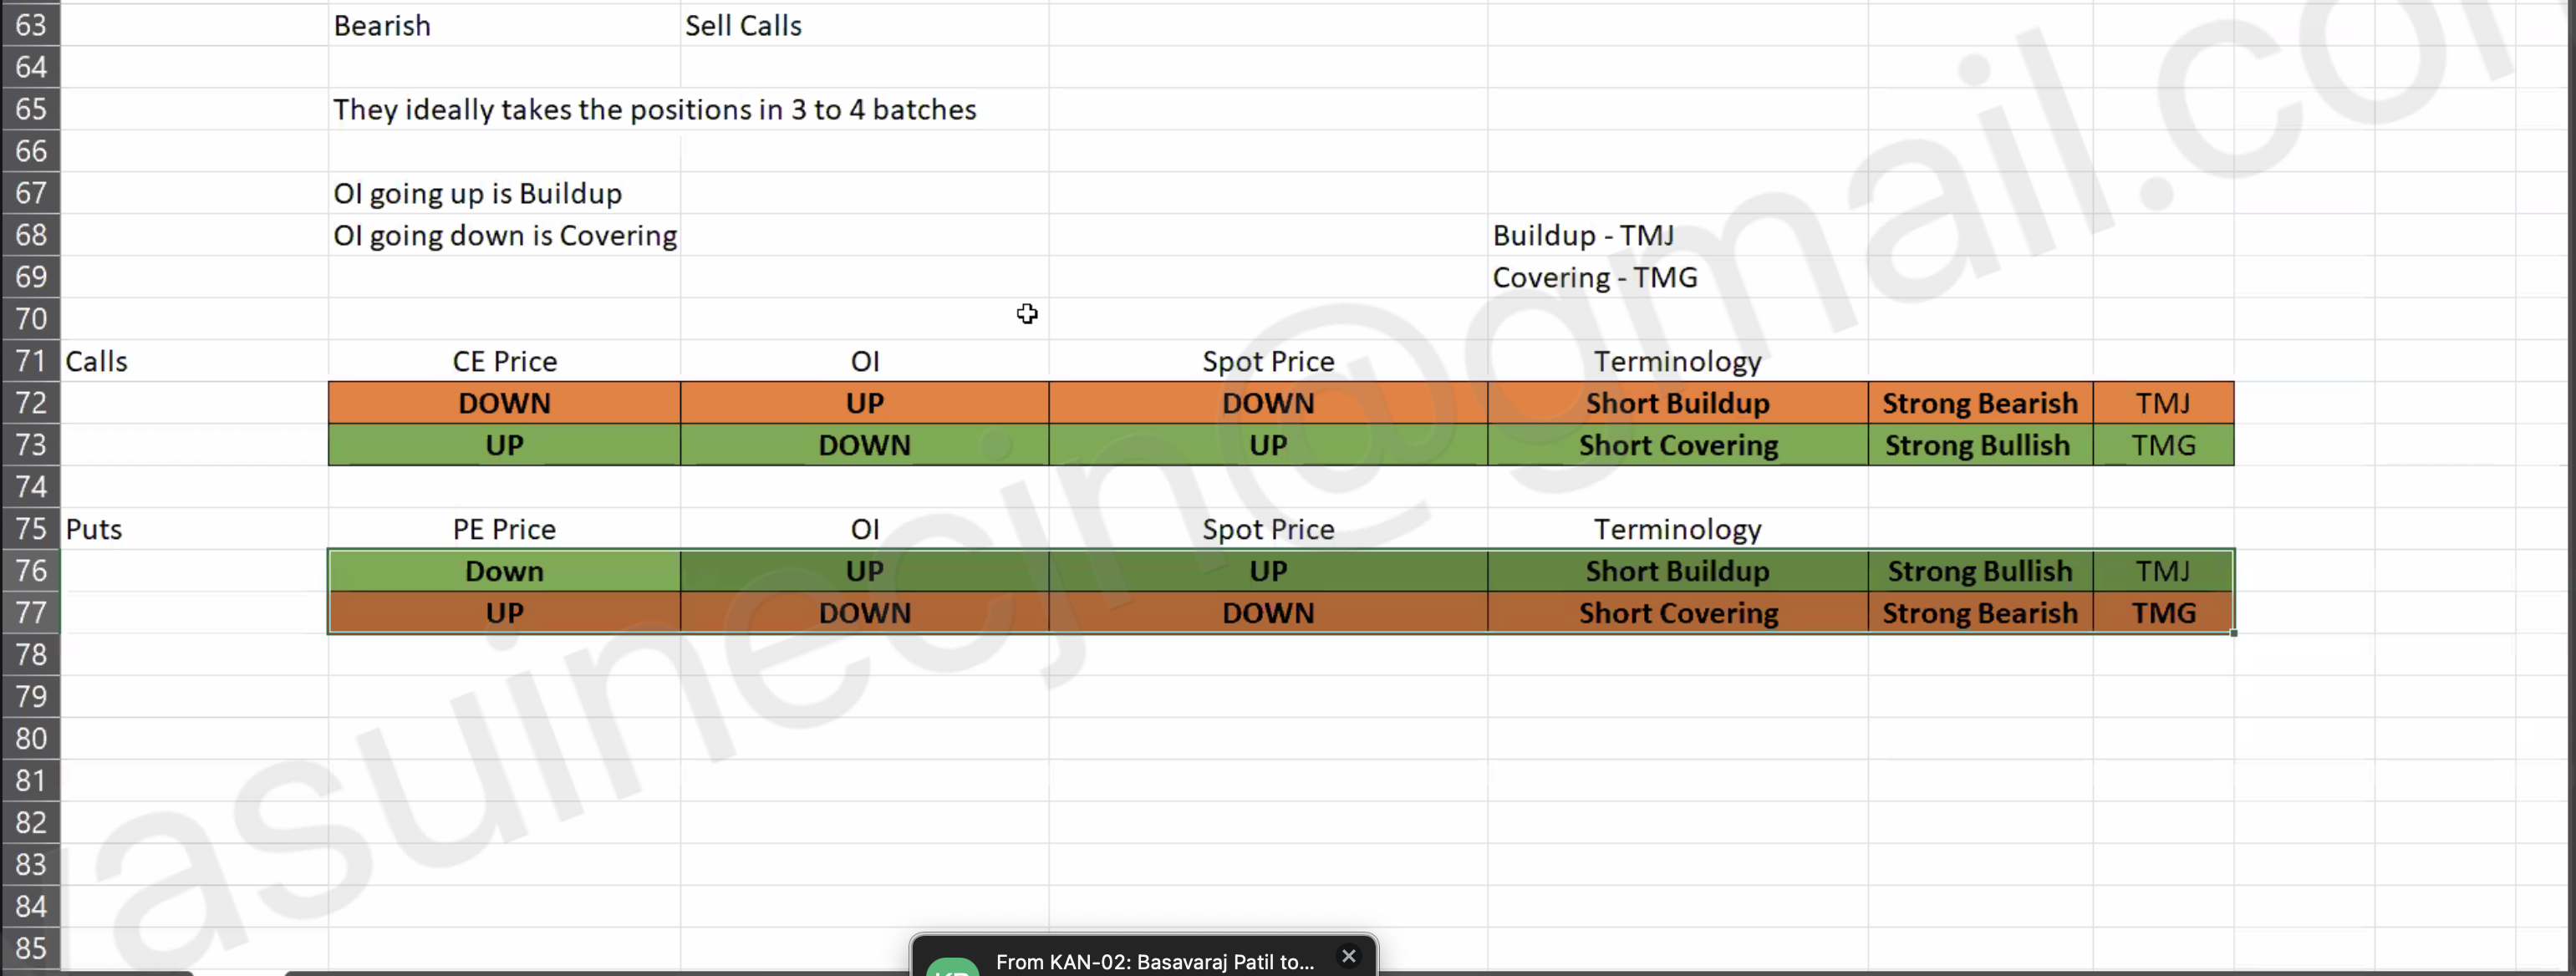 63 Bearish Sell Calls
64
65 They ideally takes the positions in 3 to 4 batches
66
67 OI going up is Buildup
68 OI going down is Covering Buildup - TMJ
69 Covering - TMG
70
71 Calls CE Price OI Spot Price Terminology
72 DOWN UP DOWN Short Buildup Strong Bearish TMJ
73 UP DOWN UP Short Covering Strong Bullish TMG
74
75 Puts PE Price OI Spot Price Terminology
76 Down UP UP Short Buildup Strong Bullish TMJ
77 UP DOWN DOWN Short Covering Strong Bearish TMG
78
79
80
81
82
83
84
85
From KAN-02: Basavaraj Patil to...